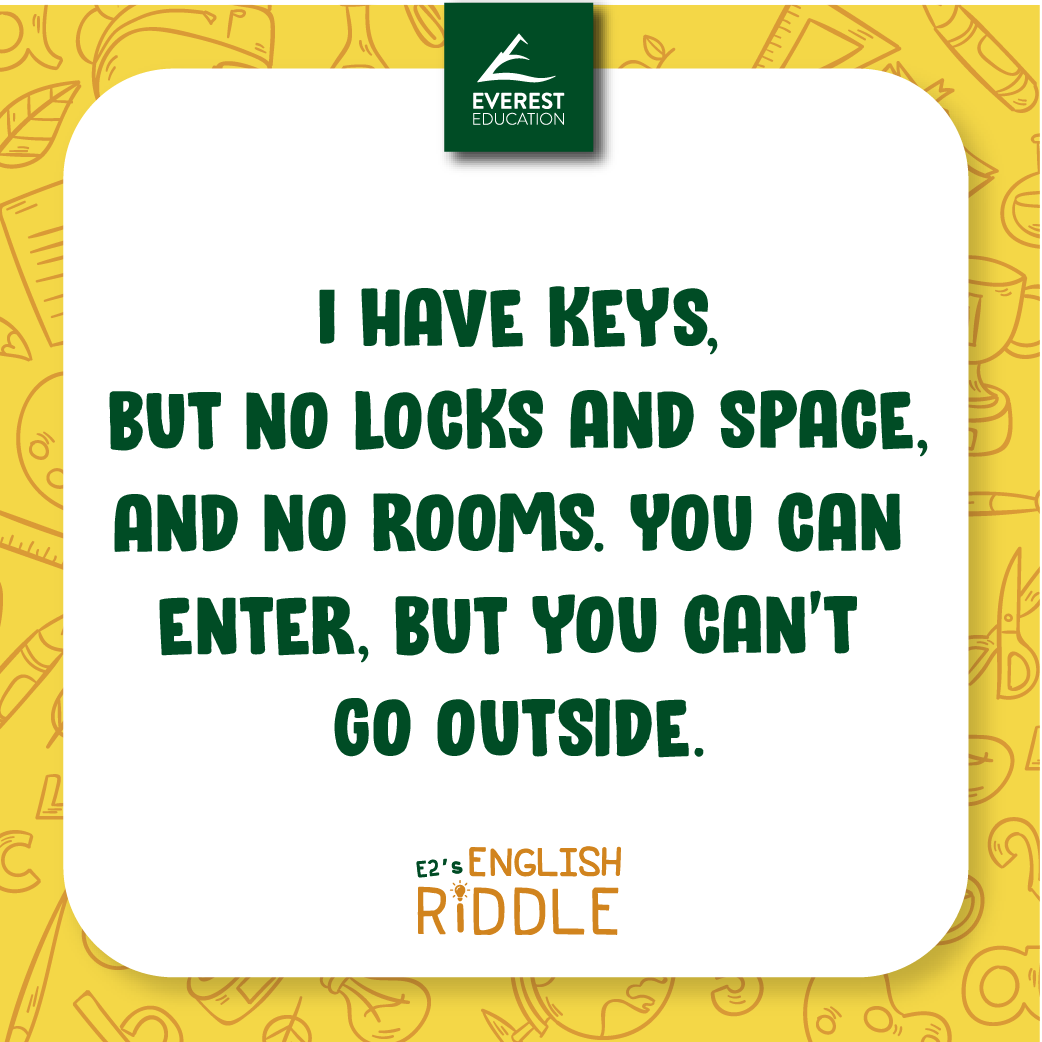 EVEREST
EDUCATION
I HAVE KEYS,
BUT NO LOCKS AND SPACE,
AND NO ROOMS. YOU CAN
ENTER, BUT YOU CAN'T
GO OUTSIDE.
E2's ENGLISH
RiDDLE